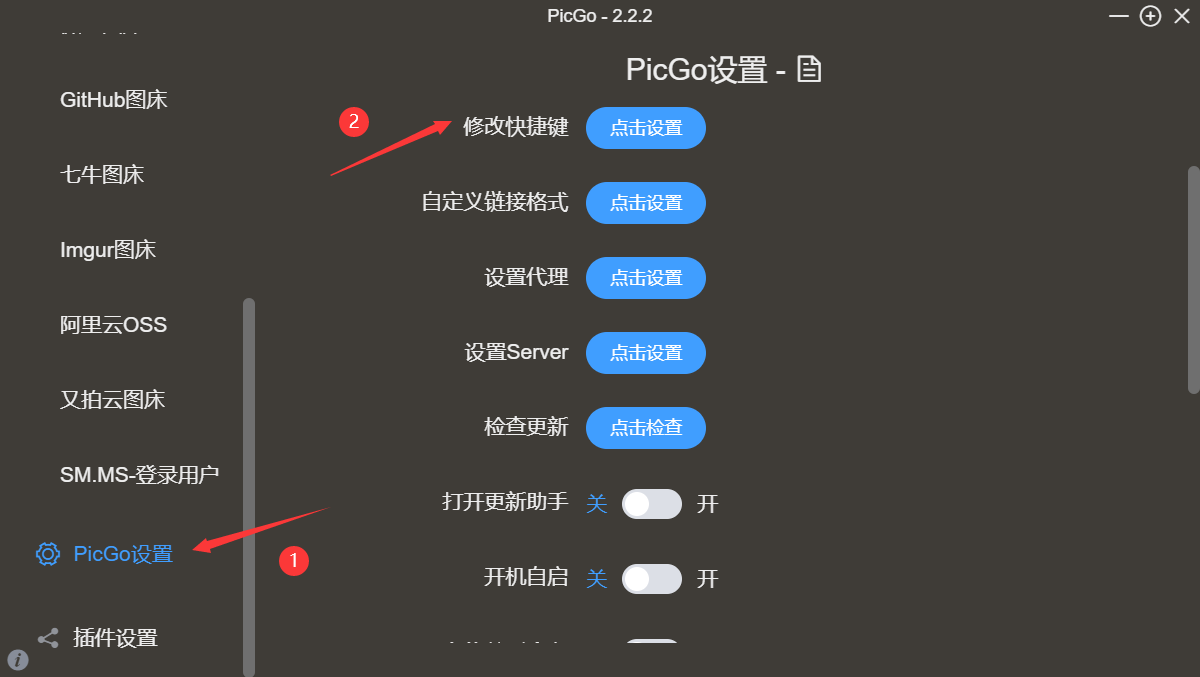 PicGo - 2.2.2
GitHub图床
七牛图床
Imgur图床
阿里云OSS
又拍云图床
SM.MS-登录用户
PicGo设置
1
插件设置
PicGo设置 -
2
修改快捷键 点击设置
自定义链接格式 点击设置
设置代理 点击设置
设置Server 点击设置
检查更新 点击检查
打开更新助手 关 开
开机自启 关 开